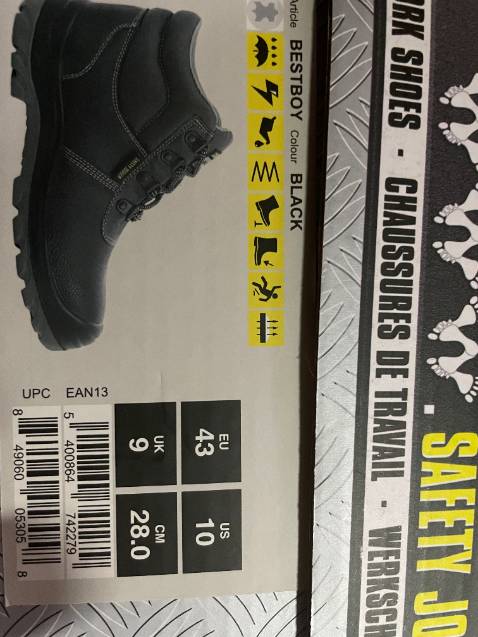 Article BESTBOY Colour BLACK
EU
43
US
10
UK
9
CM
28.0
UPC EAN13
5 400864 742279
8 49060 05305 8
RK SHOES - CHAUSSURES DE TRAVAIL - WERKSCH
. SAFETY JO